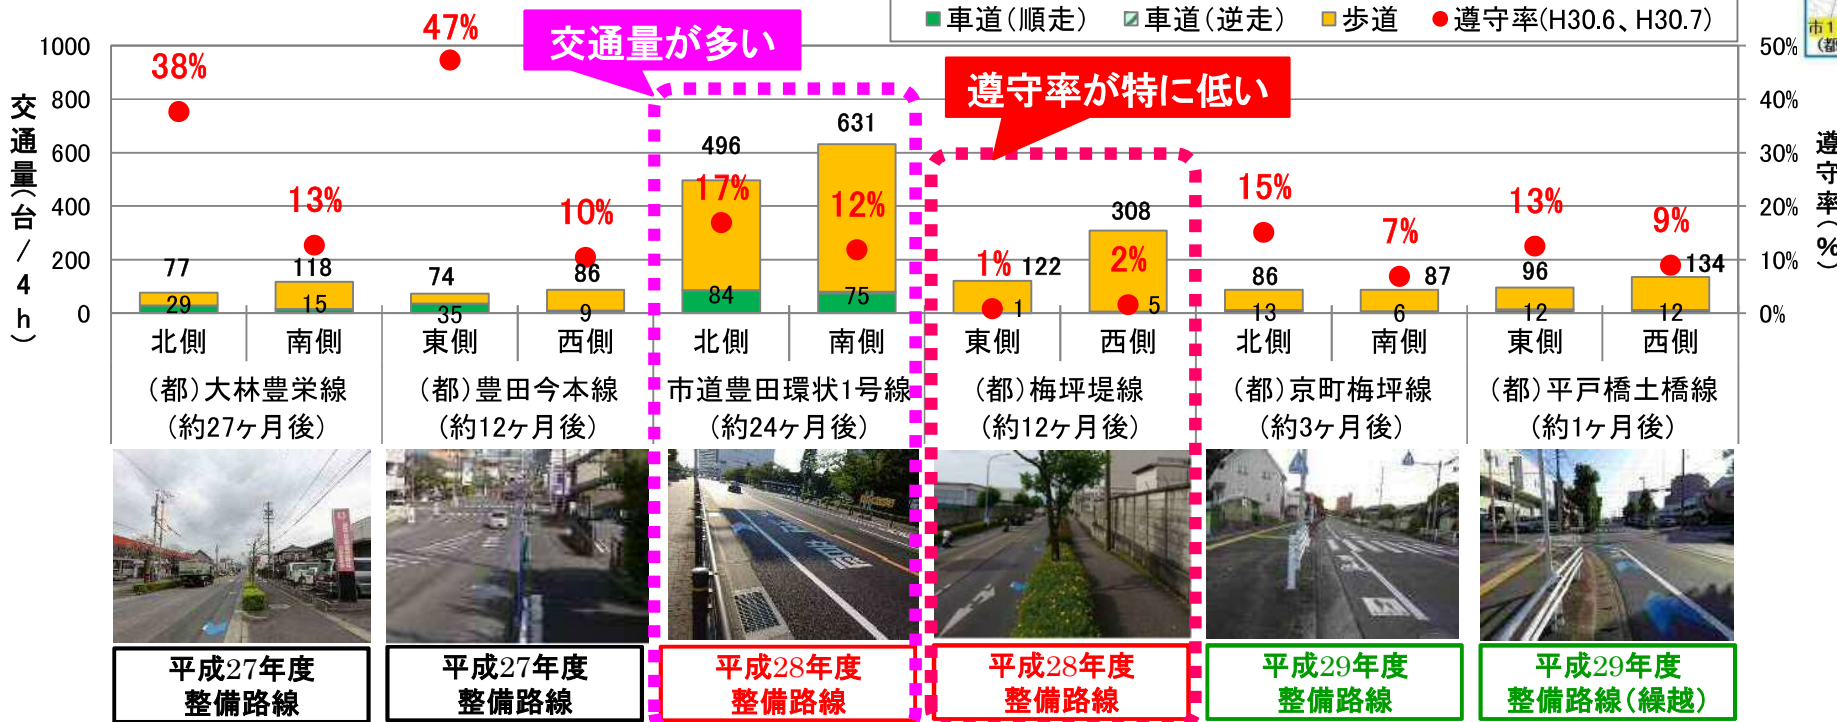 車道(順走) 車道(逆走) 歩道 遵守率(H30.6、H30.7)
交通量が多い
遵守率が特に低い
交通量(台/4h)
1000
800
600
400
200
0
50%
40%
30%
20%
10%
0%
遵守率(%)
38%
13%
47%
10%
17%
12%
1%
2%
15%
7%
13%
9%
77
118
74
86
496
631
122
308
86
87
96
134
29
15
35
9
84
75
1
5
13
6
12
12
北側 南側 東側 西側 北側 南側 東側 西側 北側 南側 東側 西側
(都)大林豊栄線
(約27ヶ月後)
(都)豊田今本線
(約12ヶ月後)
市道豊田環状1号線
(約24ヶ月後)
(都)梅坪堤線
(約12ヶ月後)
(都)京町梅坪線
(約3ヶ月後)
(都)平戸橋土橋線
(約1ヶ月後)
平成27年度
整備路線
平成27年度
整備路線
平成28年度
整備路線
平成28年度
整備路線
平成29年度
整備路線
平成29年度
整備路線(繰越)
市1